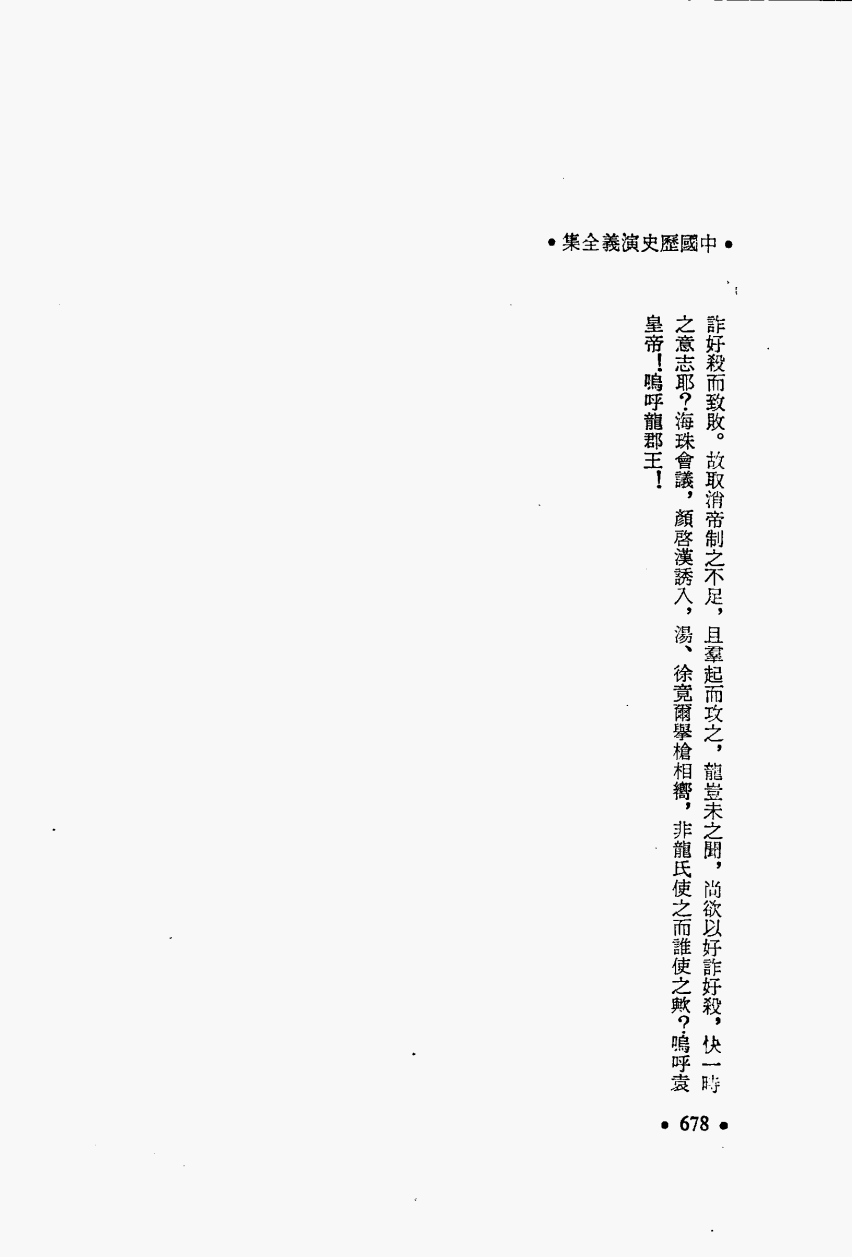 •中國歷史演義全集•
詐好殺而致敗。故取消帝制之不足，且羣起而攻之，龍豈未之聞，尚欲以好詐好殺，快一時
之意志耶？海珠會議，顏啓漢誘入，湯、徐竟爾舉槍相嚮，非龍氏使之而誰使之歟？嗚呼袁
皇帝！嗚呼龍郡王！
•678•